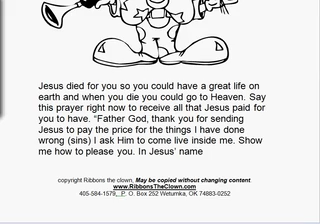 Jesus died for you so you could have a great life on
earth and when you die you could go to Heaven. Say
this prayer right now to receive all that Jesus paid for
you to have. “Father God, thank you for sending
Jesus to pay the price for the things I have done
wrong (sins) I ask Him to come live inside me. Show
me how to please you. In Jesus’ name
copyright Ribbons the clown, May be copied without changing content
www.RibbonsTheClown.com
405-584-1579,__P. O. Box 252 Wetumka, OK 74883-0252